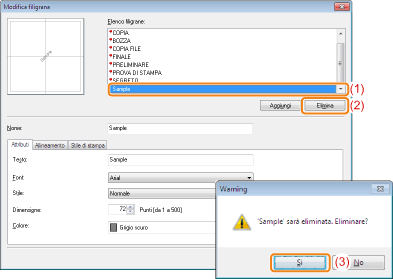 Modifica filigrana
Elenco filigrane:
COPIA
BOZZA
COPIA FILE
FINALE
PRELIMINARE
PROVA DI STAMPA
SEGRETO
Sample
(1)
Aggiungi
Elimina
(2)
Nome:
Sample
Attributi
Allineamento
Stile di stampa
Testo:
Sample
Font
Arial
Stile:
Normale
Dimensione:
72
Punti (da 1 a 500)
Colore:
Grigio scuro
Warning
'Sample' sarà eliminata. Eliminare?
Sì
(3)
No